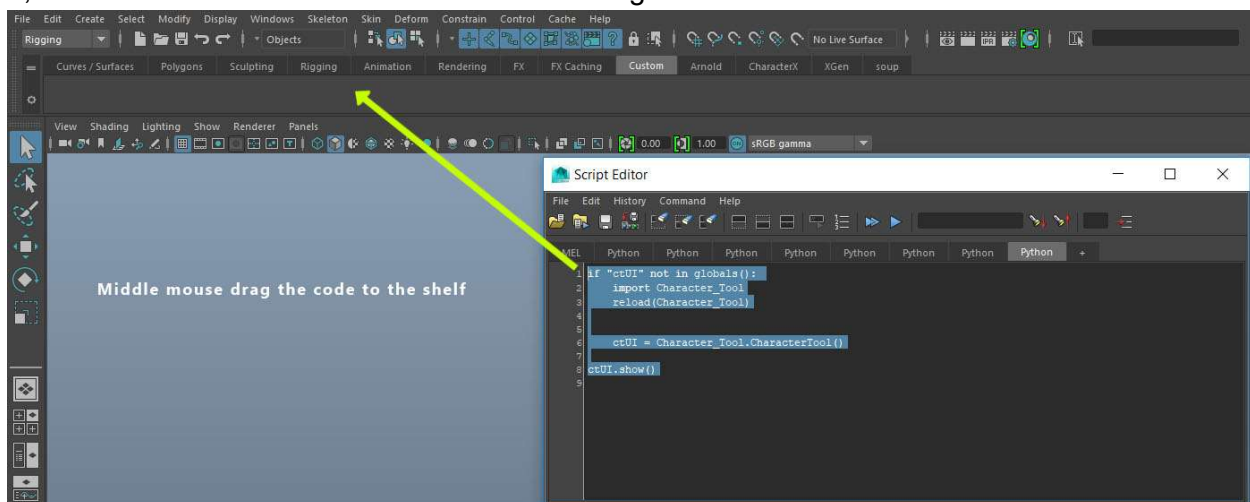 File Edit Create Select Modify Display Windows Skeleton Skin Deform Constrain Control Cache Help
Rigging Objects No Live Surface
Curves / Surfaces Polygons Sculpting Rigging Animation Rendering FX FX Caching Custom Arnold CharacterX XGen soup
View Shading Lighting Show Renderer Panels
0.00 1.00 sRGB gamma
Script Editor
File Edit History Command Help
MEL Python Python Python Python Python Python Python Python +
1 if "ctUI" not in globals():
2 import Character_Tool
3 reload(Character_Tool)
4
5
6 ctUI = Character_Tool.CharacterTool()
7
8 ctUI.show()
9
Middle mouse drag the code to the shelf